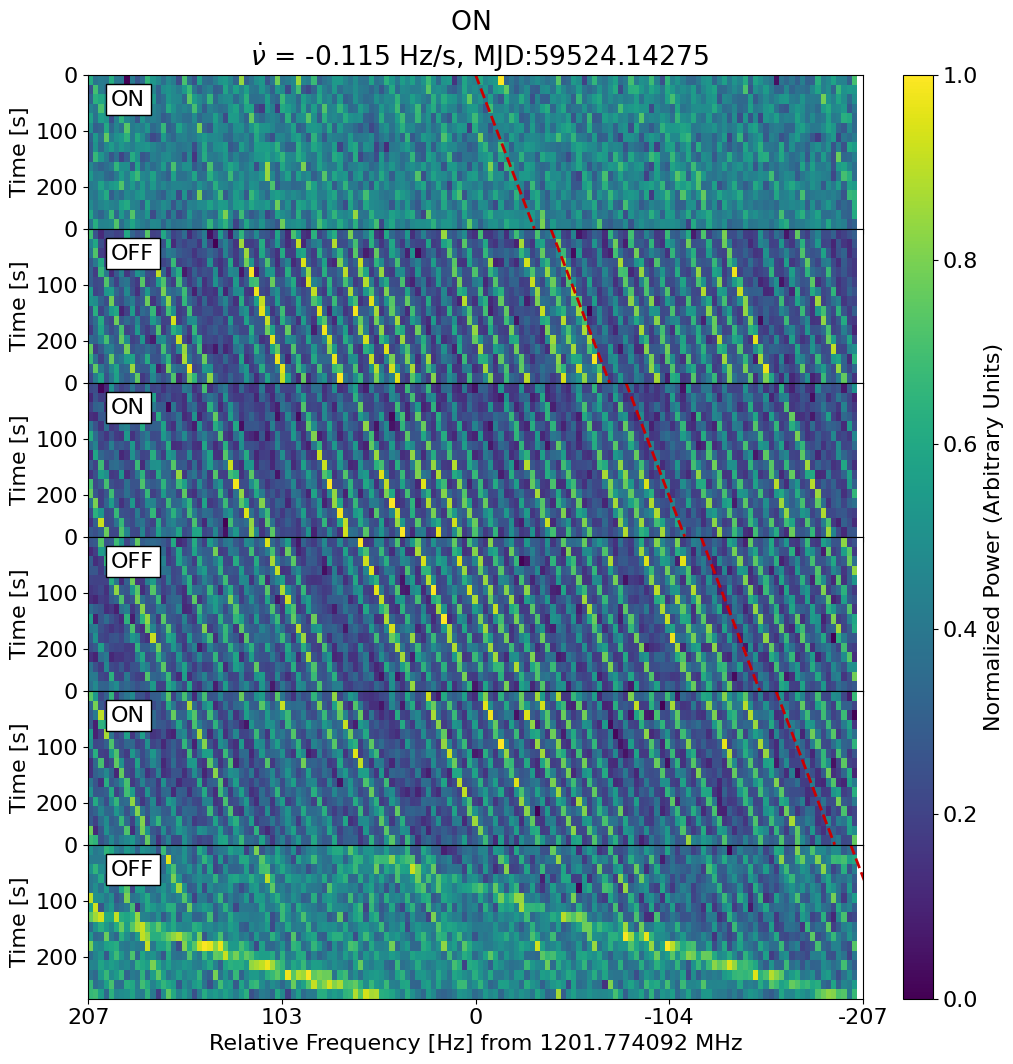 ON
ν̇ = -0.115 Hz/s, MJD:59524.14275
0
100
200
Time [s]
ON
0
100
200
Time [s]
OFF
0
100
200
Time [s]
ON
0
100
200
Time [s]
OFF
0
100
200
Time [s]
ON
0
100
200
Time [s]
OFF
207
103
0
-104
-207
Relative Frequency [Hz] from 1201.774092 MHz
1.0
0.8
0.6
0.4
0.2
0.0
Normalized Power (Arbitrary Units)